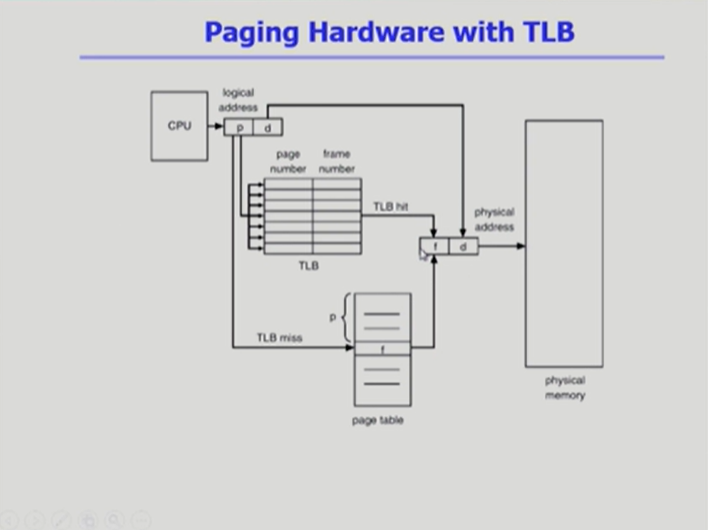 Paging Hardware with TLB
logical
address
CPU
p d
page frame
number number
TLB hit
physical
address
f d
TLB
p
TLB miss
f
physical
memory
page table